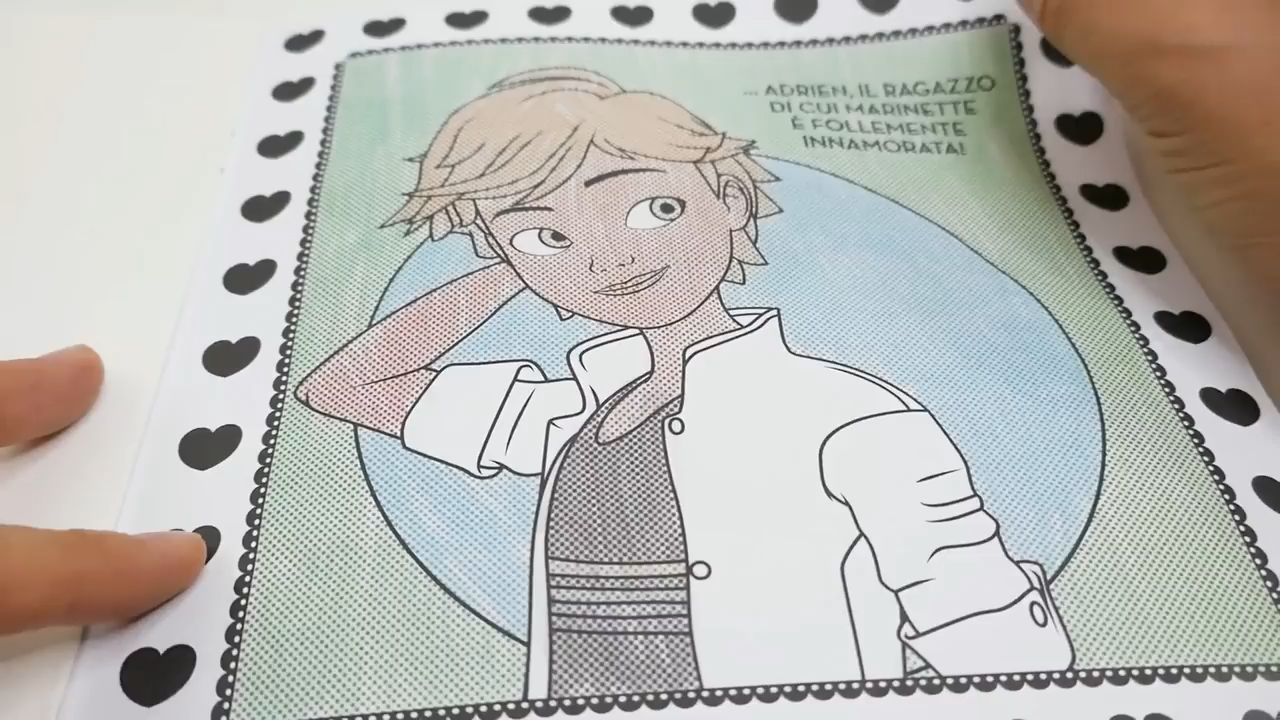 ... ADRIEN, IL RAGAZZO
DI CUI MARINETTE
È FOLLEMENTE
INNAMORATA!